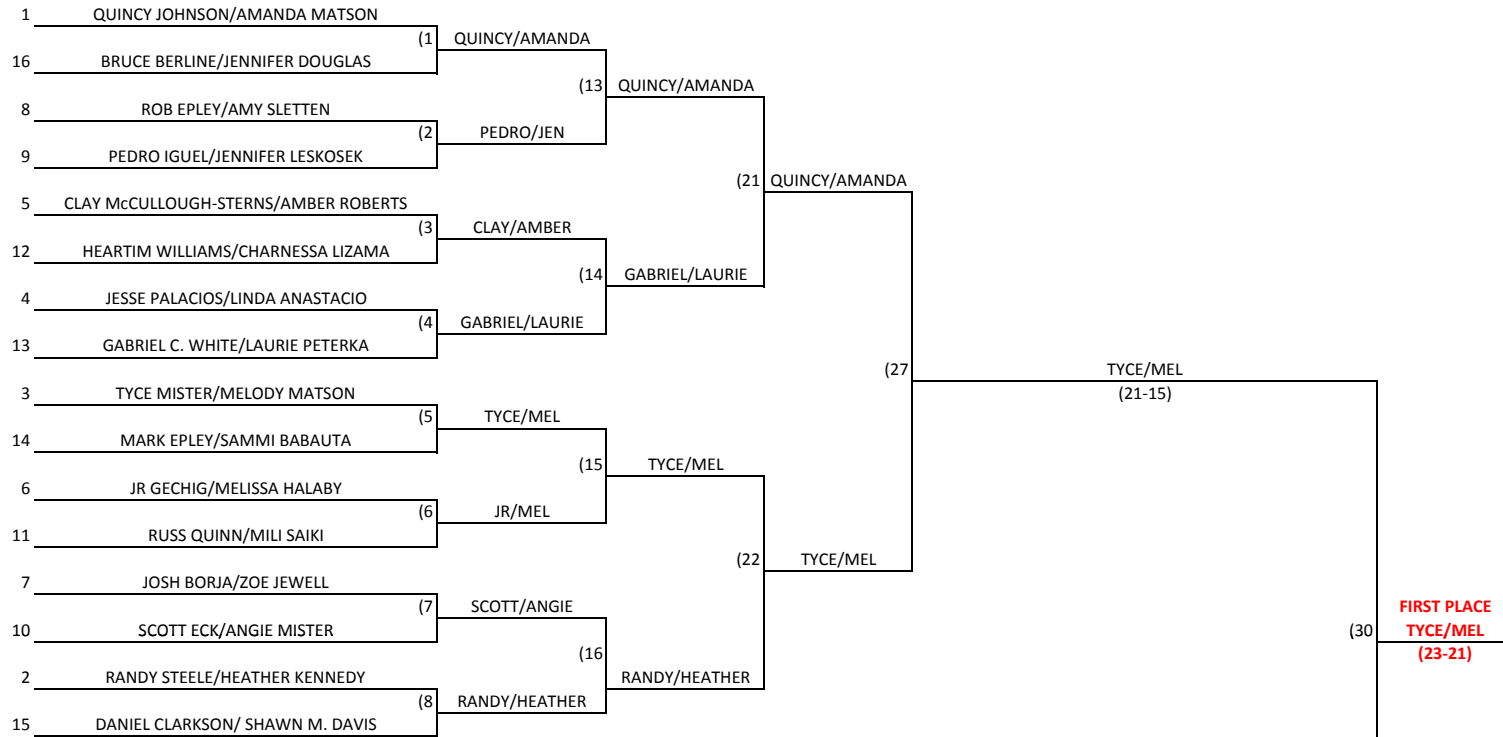 1 QUINCY JOHNSON/AMANDA MATSON
(1 QUINCY/AMANDA
16 BRUCE BERLINE/JENNIFER DOUGLAS
(13 QUINCY/AMANDA
8 ROB EPLEY/AMY SLETTEN
(2 PEDRO/JEN
9 PEDRO IGUEL/JENNIFER LESKOSEK
(21 QUINCY/AMANDA
5 CLAY McCULLOUGH-STERNS/AMBER ROBERTS
(3 CLAY/AMBER
12 HEARTIM WILLIAMS/CHARNESSA LIZAMA
(14 GABRIEL/LAURIE
4 JESSE PALACIOS/LINDA ANASTACIO
(4 GABRIEL/LAURIE
13 GABRIEL C. WHITE/LAURIE PETERKA
(27 TYCE/MEL
(21-15)
3 TYCE MISTER/MELODY MATSON
(5 TYCE/MEL
14 MARK EPLEY/SAMMI BABAUTA
(15 TYCE/MEL
6 JR GECHIG/MELISSA HALABY
(6 JR/MEL
11 RUSS QUINN/MILI SAIKI
(22 TYCE/MEL
7 JOSH BORJA/ZOE JEWELL
(7 SCOTT/ANGIE
10 SCOTT ECK/ANGIE MISTER
FIRST PLACE
(30 TYCE/MEL
(23-21)
(16 RANDY/HEATHER
2 RANDY STEELE/HEATHER KENNEDY
(8 RANDY/HEATHER
15 DANIEL CLARKSON/ SHAWN M. DAVIS